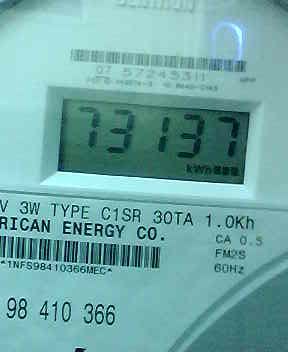 07 57245311
73137
kWh
V 3W TYPE C1SR 30TA 1.0Kh
RICAN ENERGY CO.
CA 0.5
FM2S
*1NFS98410366MEC*
60Hz
98 410 366